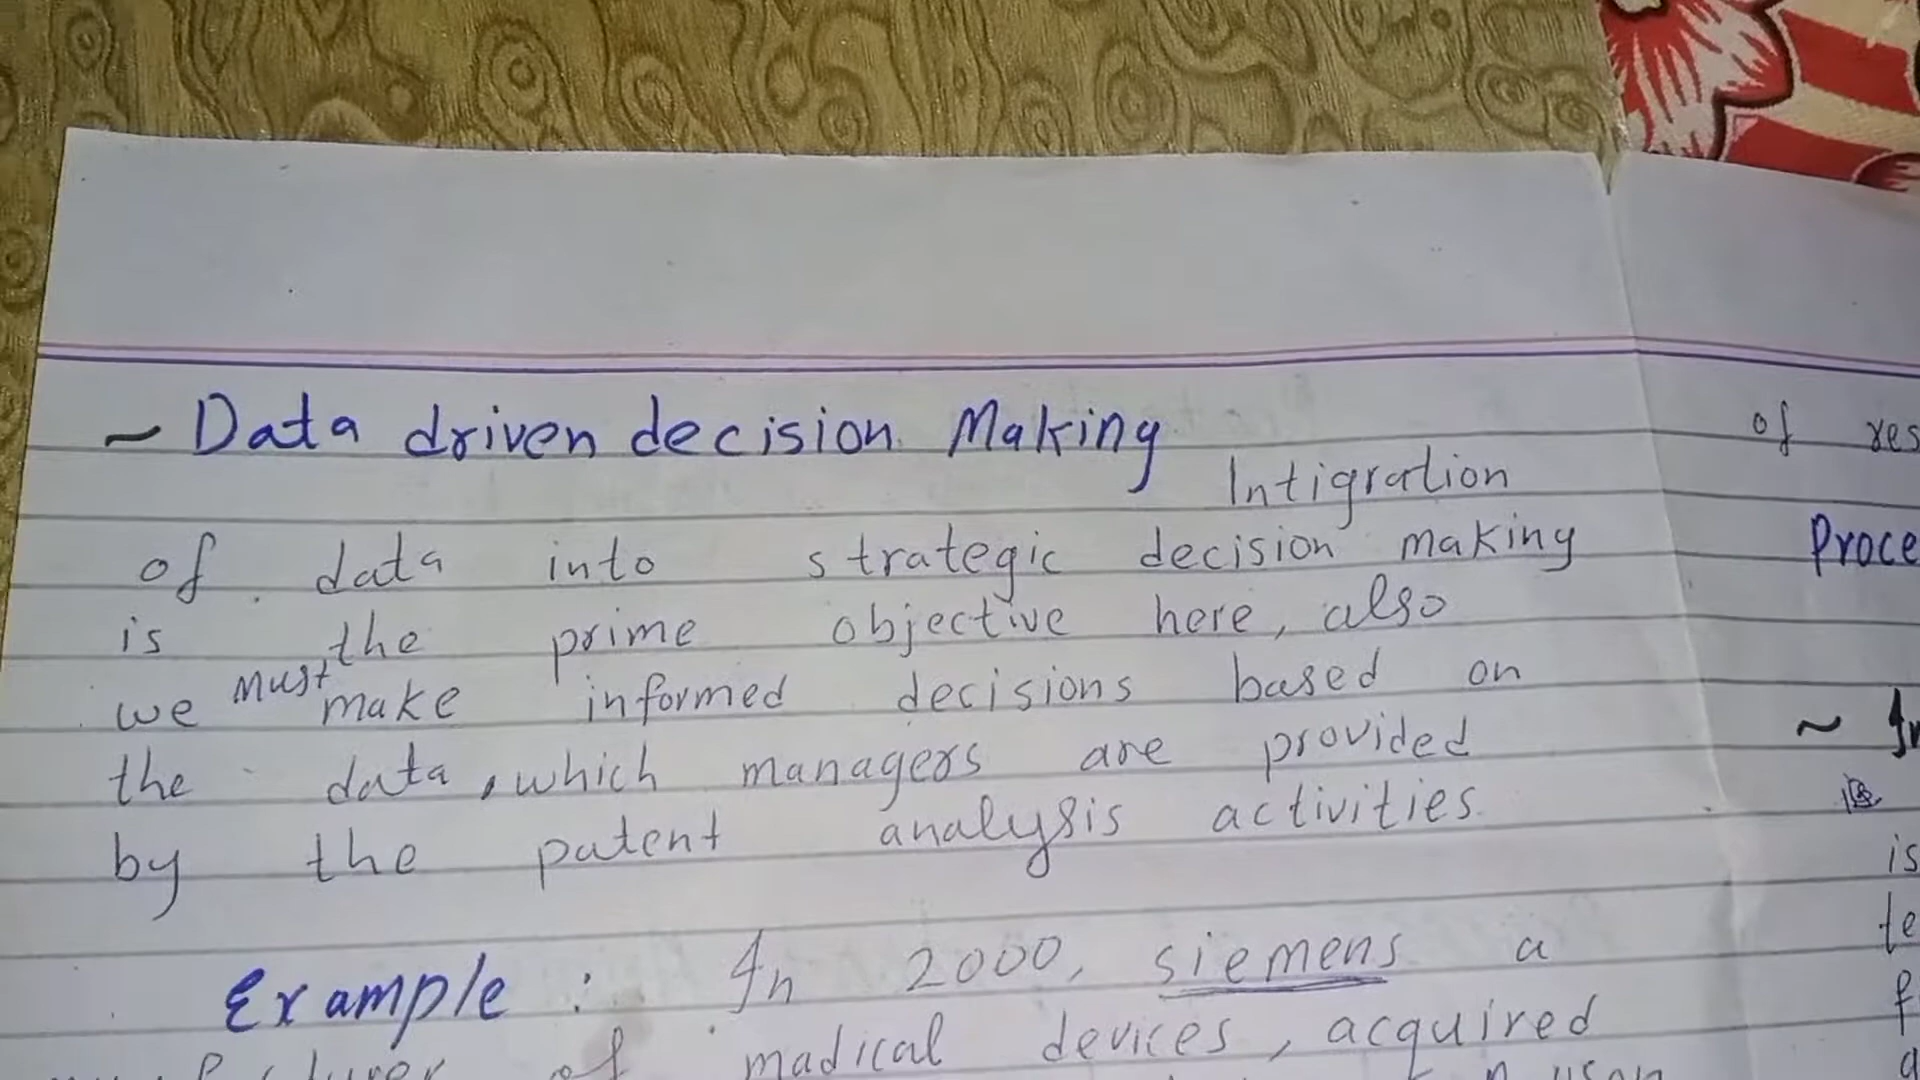 ~ Data driven decision Making
Intigration
of data into strategic decision making
is the prime objective here, also
we must make informed decisions based on
the data, which managers are provided
by the patent analysis activities.
Example : In 2000, siemens a
of madical devices, acquired
of
Proce
~ In
is